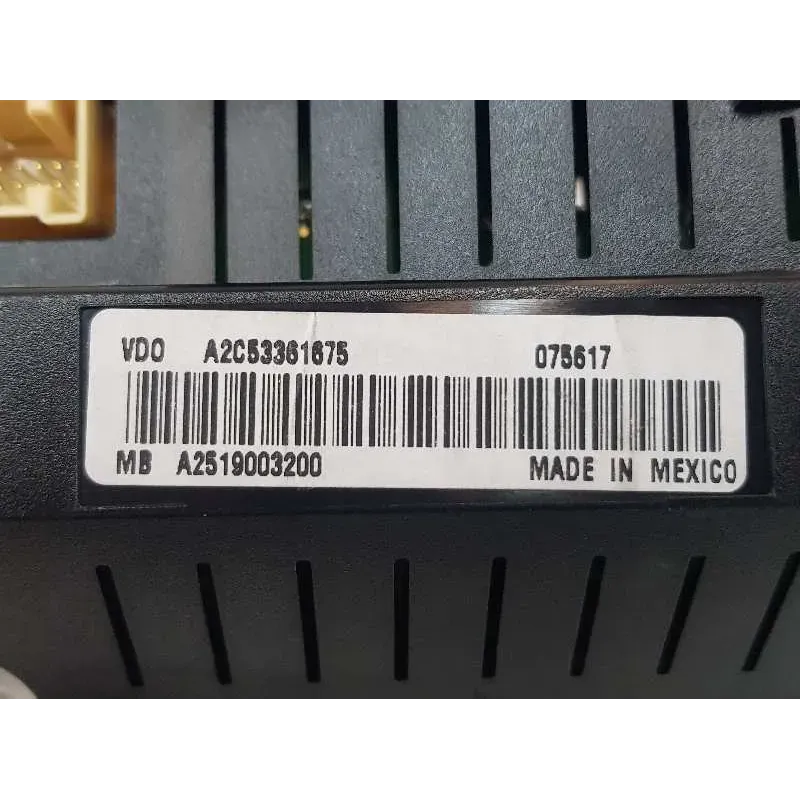 VDO A2C53361675 075617
MB A2519003200 MADE IN MEXICO